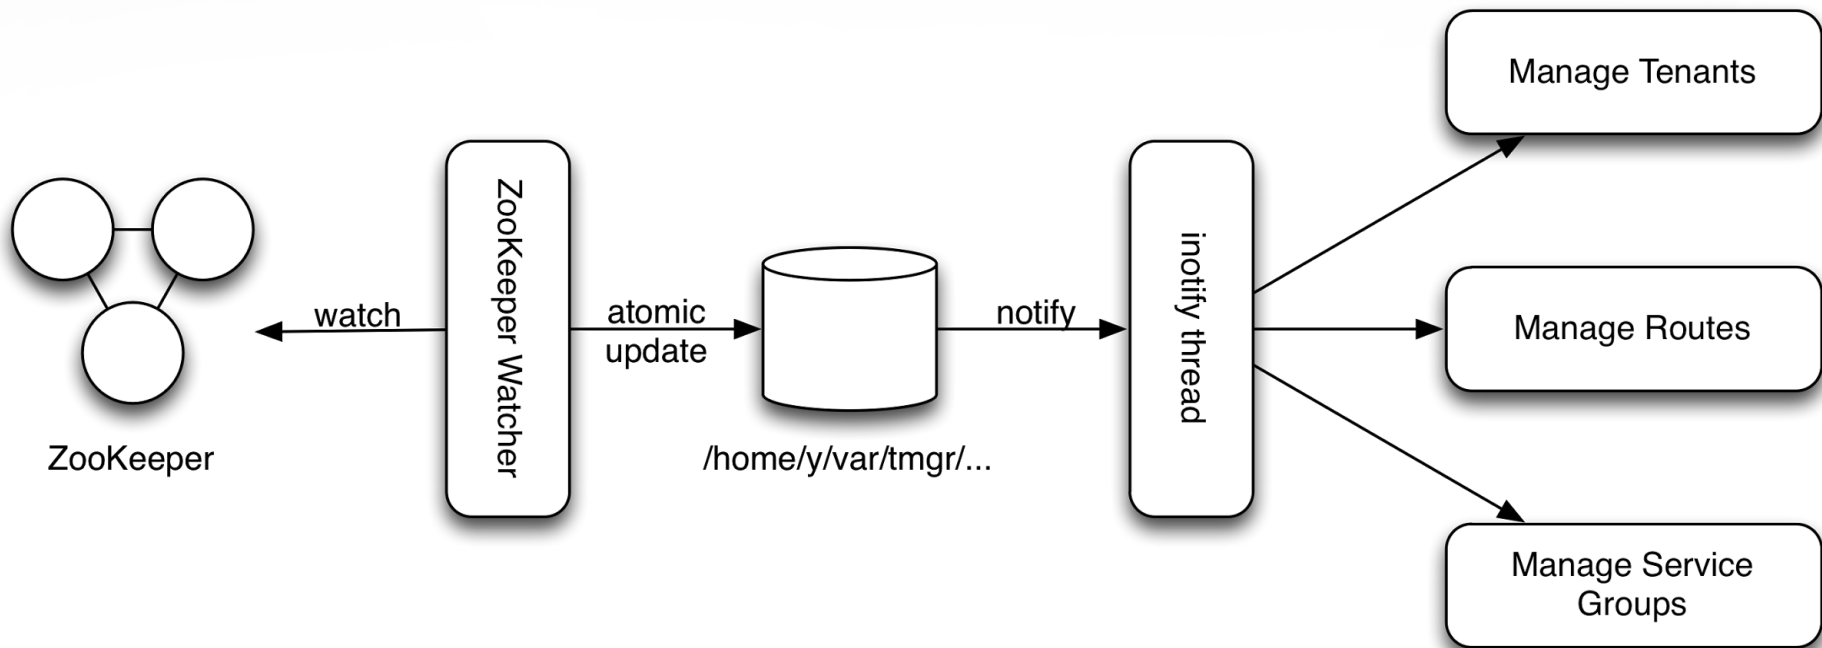 ZooKeeper
watch
ZooKeeper Watcher
atomic
update
/home/y/var/tmgr/...
notify
inotify thread
Manage Tenants
Manage Routes
Manage Service
Groups